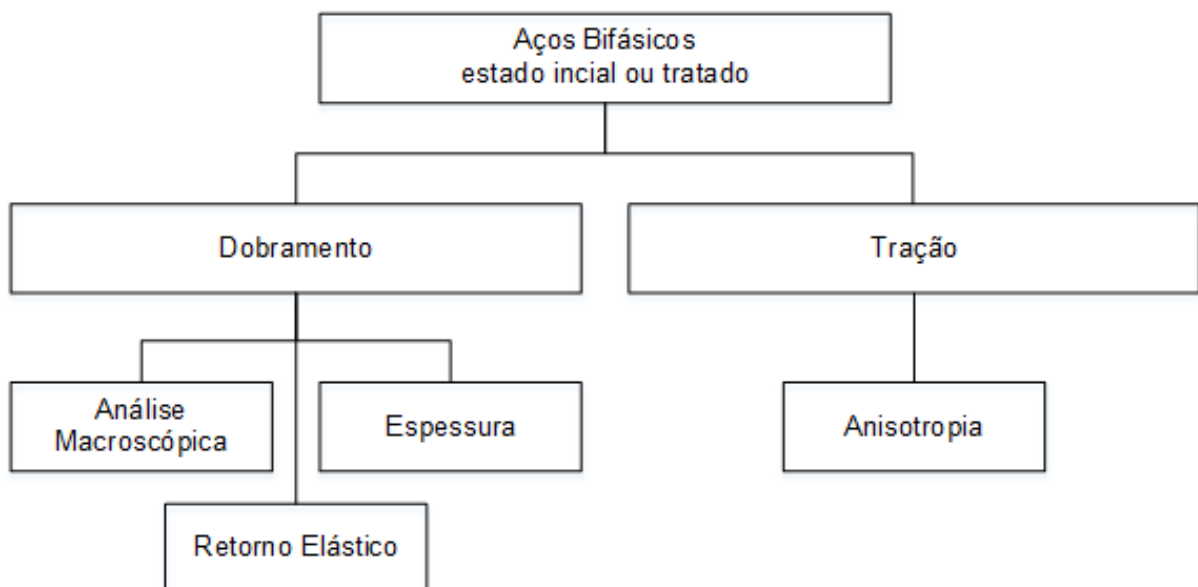 Aços Bifásicos
estado incial ou tratado
Dobramento
Tração
Análise
Macroscópica
Espessura
Anisotropia
Retorno Elástico